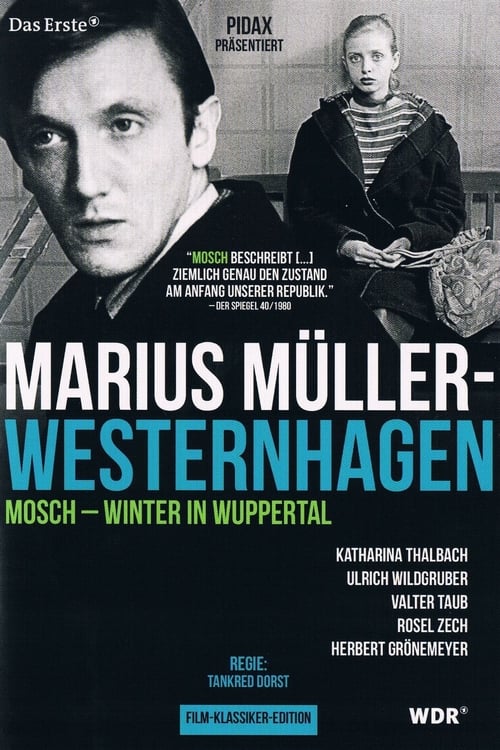 Das Erste
PIDAX
PRÄSENTIERT
“MOSCH BESCHREIBT [...]
ZIEMLICH GENAU DEN ZUSTAND
AM ANFANG UNSERER REPUBLIK.”
– DER SPIEGEL 40/1980
MARIUS MÜLLER-
WESTERNHAGEN
MOSCH – WINTER IN WUPPERTAL
KATHARINA THALBACH
ULRICH WILDGRUBER
VALTER TAUB
ROSEL ZECH
HERBERT GRÖNEMEYER
REGIE:
TANKRED DORST
FILM-KLASSIKER-EDITION
WDR